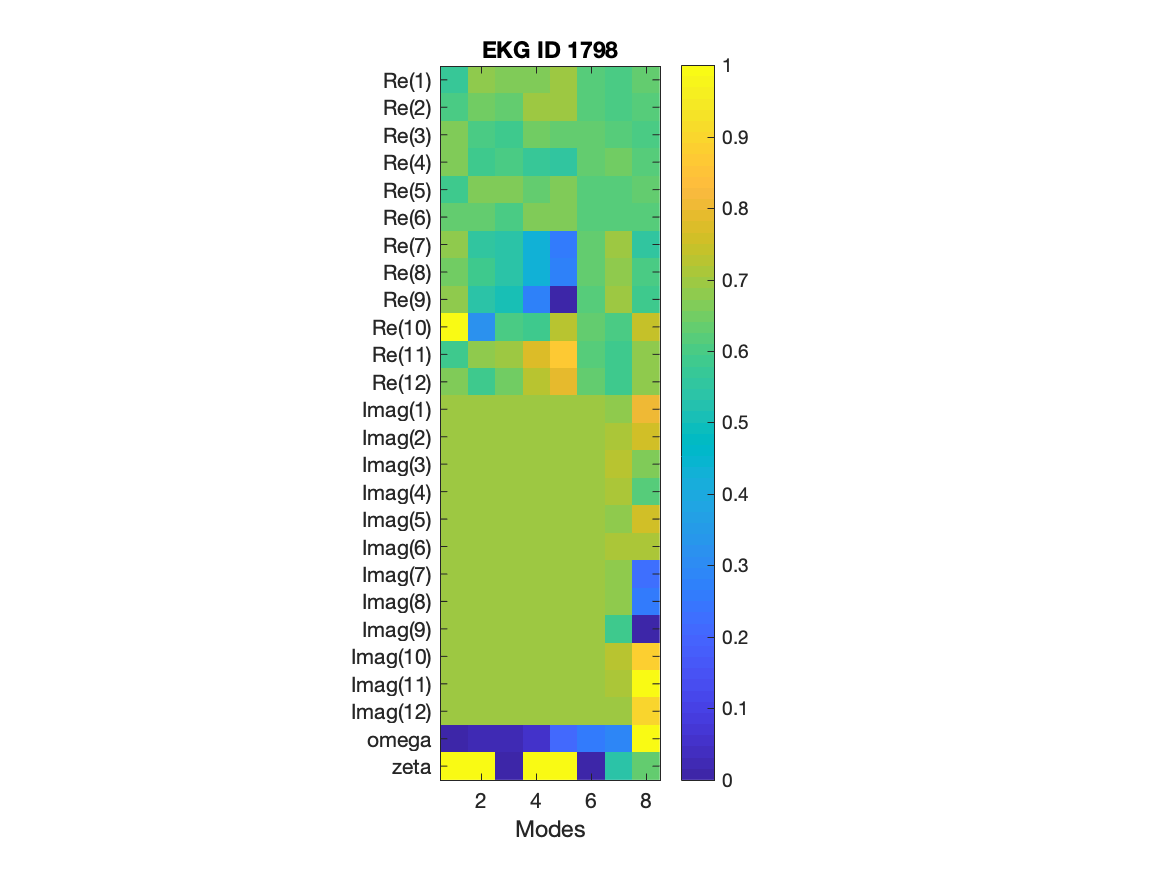 EKG ID 1798
Re(1)
Re(2)
Re(3)
Re(4)
Re(5)
Re(6)
Re(7)
Re(8)
Re(9)
Re(10)
Re(11)
Re(12)
Imag(1)
Imag(2)
Imag(3)
Imag(4)
Imag(5)
Imag(6)
Imag(7)
Imag(8)
Imag(9)
Imag(10)
Imag(11)
Imag(12)
omega
zeta
2 4 6 8
Modes
1
0.9
0.8
0.7
0.6
0.5
0.4
0.3
0.2
0.1
0